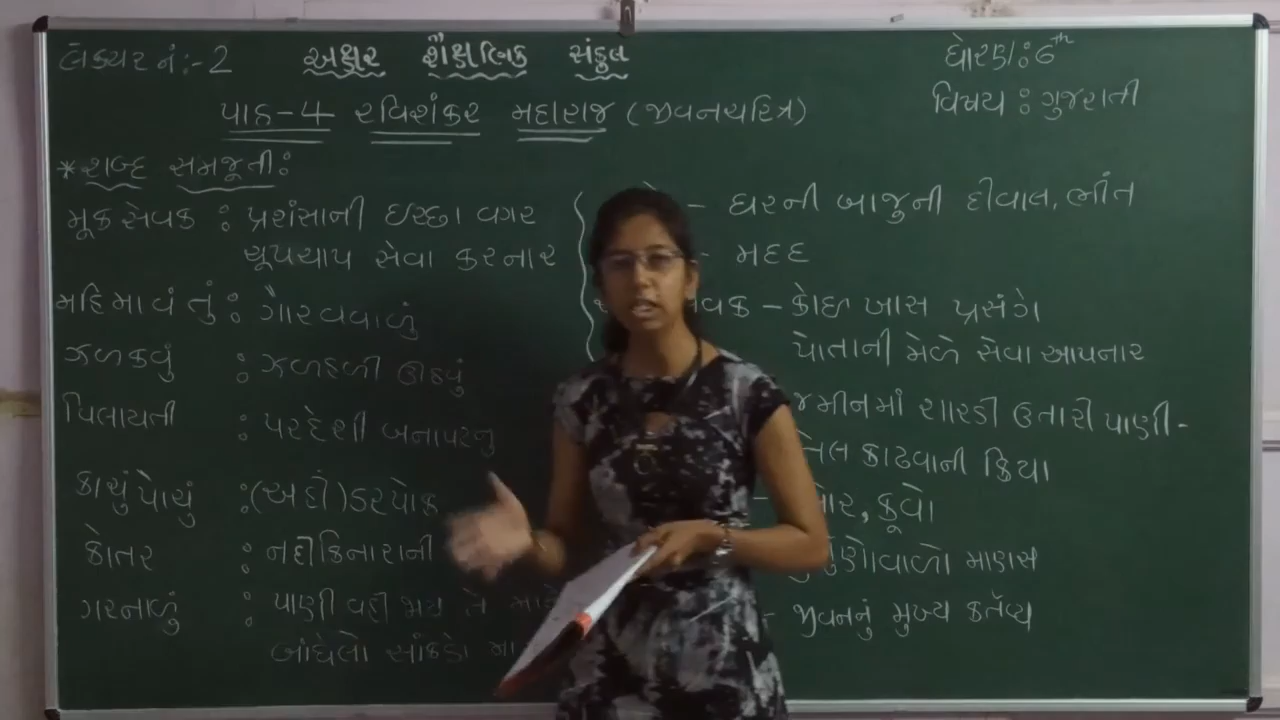 લેક્ચર નં:-2
અક્ષર શૈક્ષણિક સંકુલ
ધોરણ:6th
વિષય : ગુજરાતી
પાઠ-4 રવિશંકર મહારાજ (જીવનચરિત્ર)
*શબ્દ સમજૂતી:
મૂકસેવક : પ્રશંસાની ઇચ્છા વગર
ચૂપચાપ સેવા કરનાર
મહિમાવંતું : ગૌરવવાળું
ઝળકવું : ઝળહળી ઊઠવું
વિલાયતી : પરદેશી બનાવટનું
કાચુંપોચું :(અહીં)ડરપોક
કોતર : નદીકિનારાની
ગરનાળું : પાણી વહી જાય તે
બાંધેલો સાંકડો
- ઘરની બાજુની દીવાલ, ભીંત
- મદદ
- કોઇ ખાસ પ્રસંગે
પોતાની મેળે સેવા આપનાર
જમીનમાં શારડી ઉતારી પાણી-
તેલ કાઢવાની ક્રિયા
કૂવો
માણસ
- જીવનનું મુખ્ય કર્તવ્ય